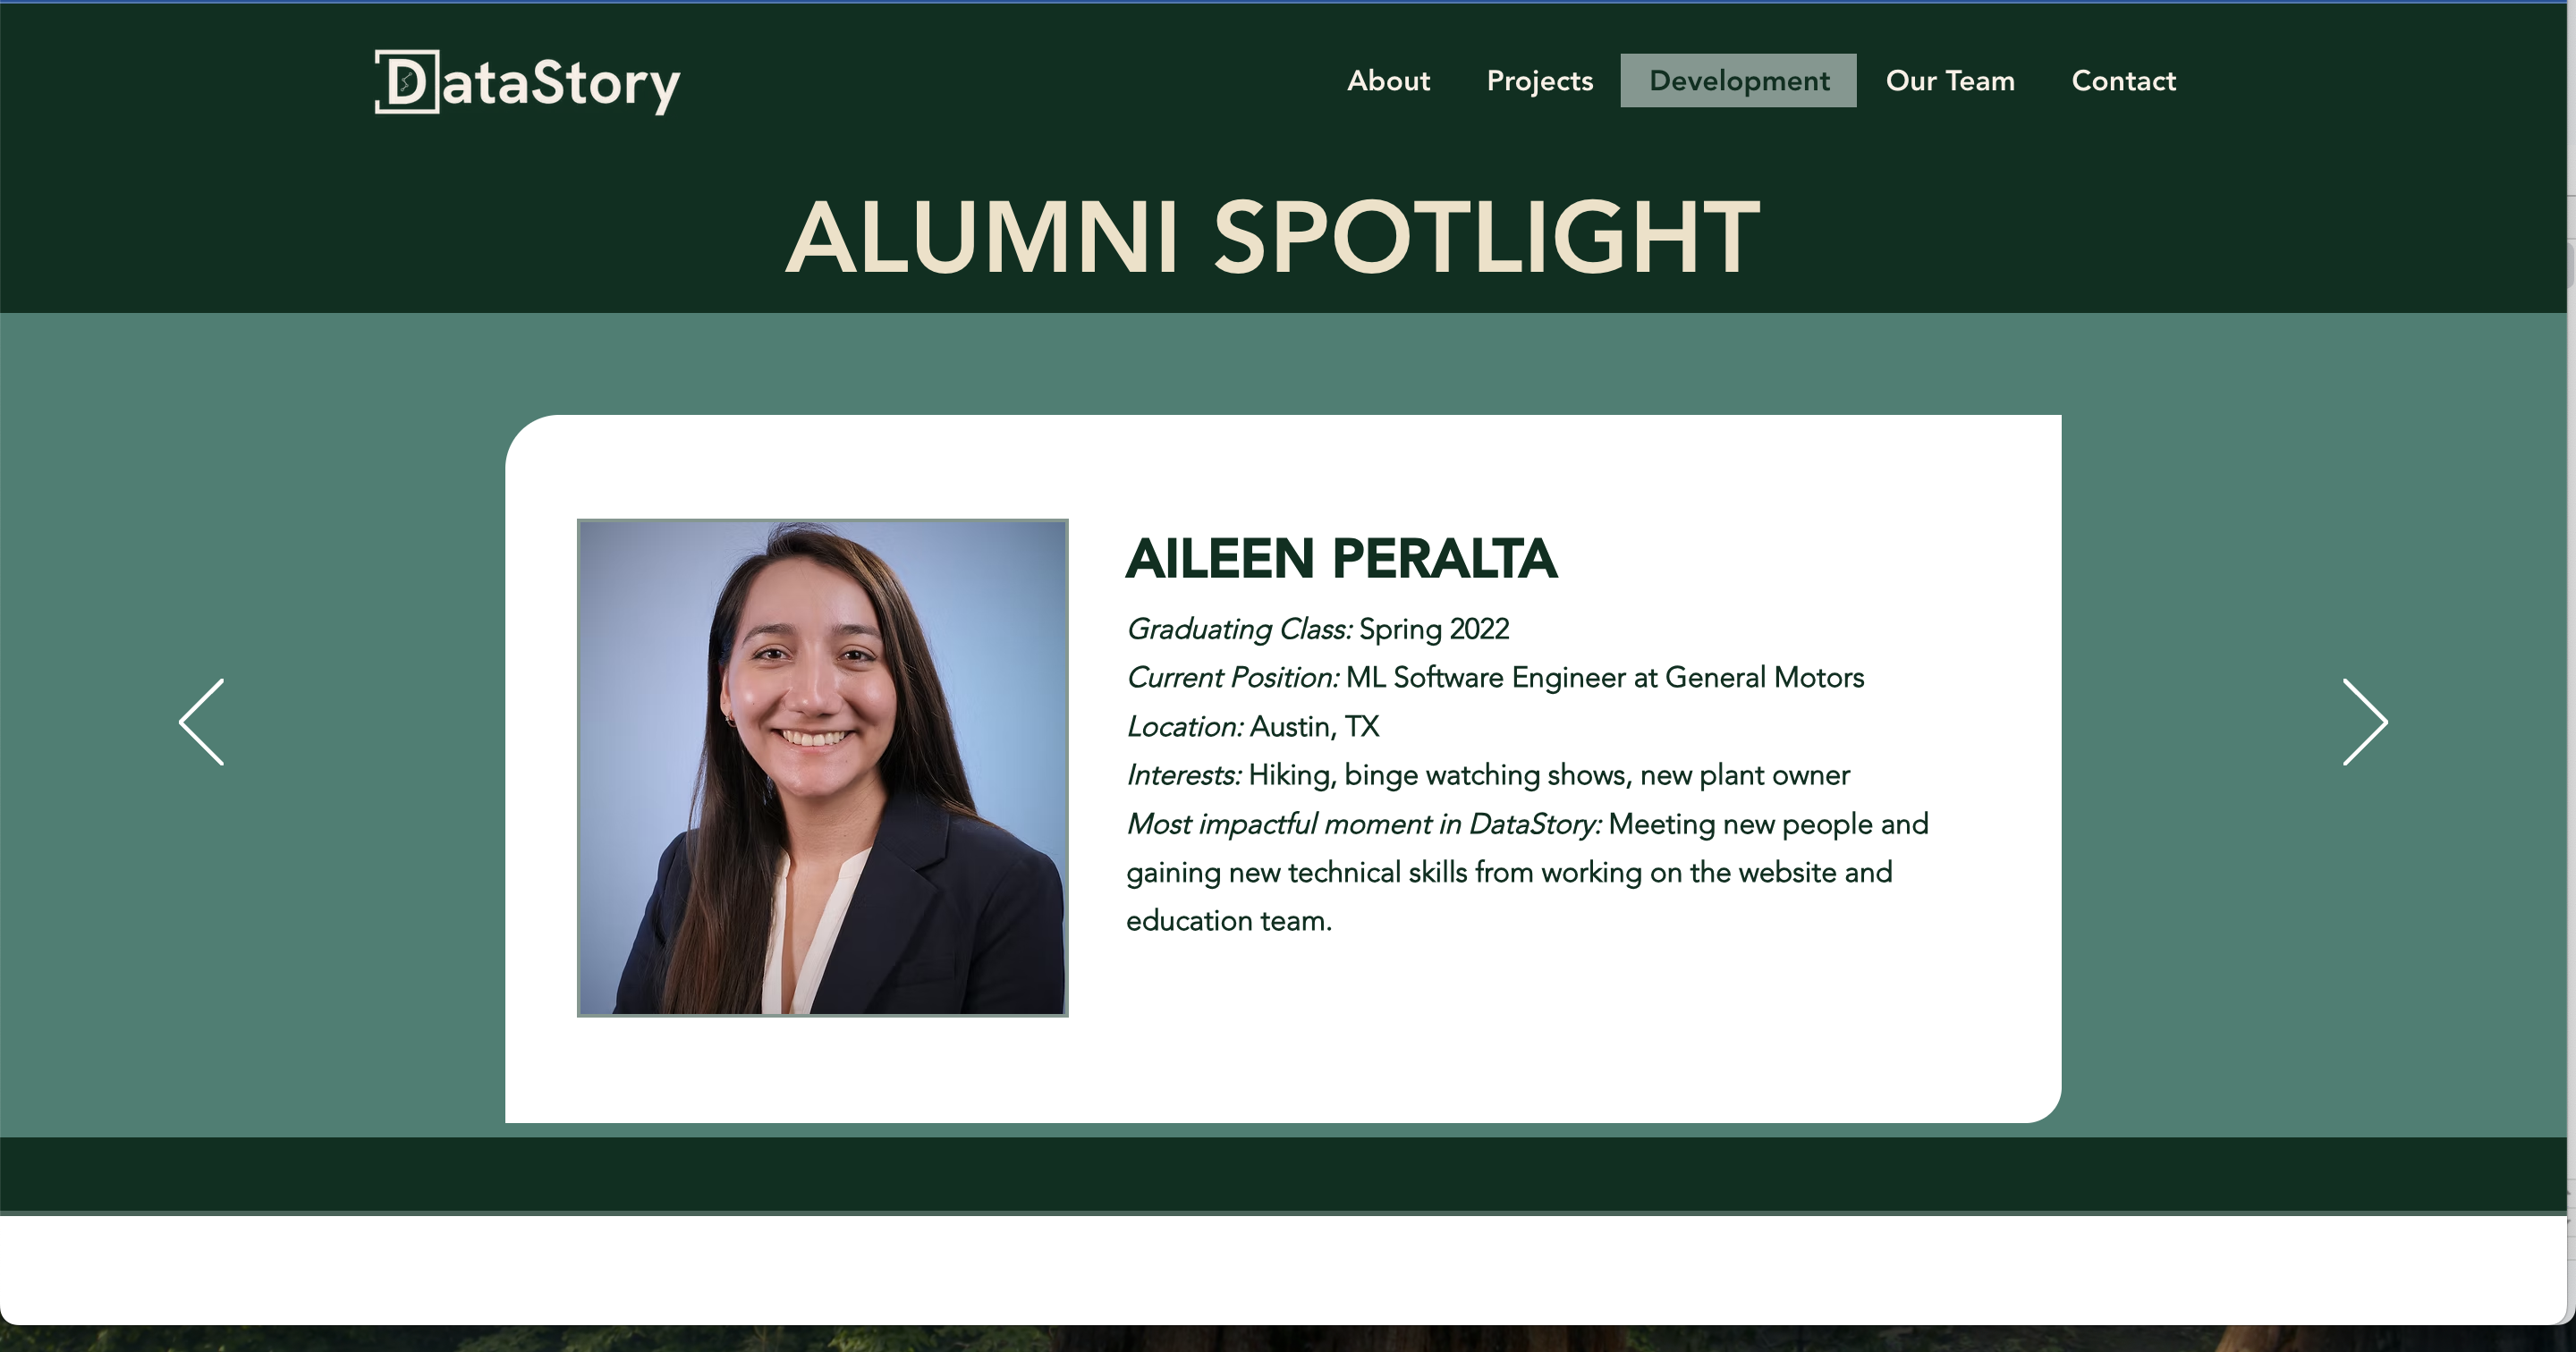 DataStory
About Projects Development Our Team Contact
ALUMNI SPOTLIGHT
AILEEN PERALTA
Graduating Class: Spring 2022
Current Position: ML Software Engineer at General Motors
Location: Austin, TX
Interests: Hiking, binge watching shows, new plant owner
Most impactful moment in DataStory: Meeting new people and
gaining new technical skills from working on the website and
education team.